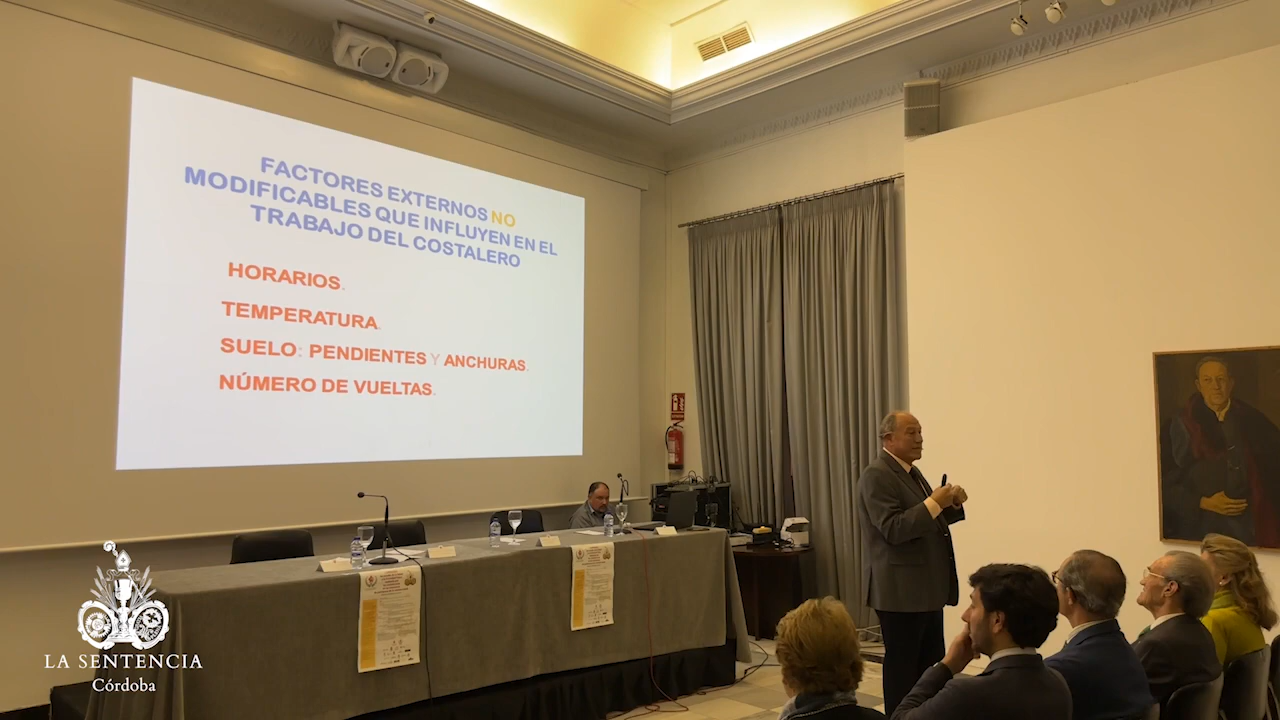 FACTORES EXTERNOS NO
MODIFICABLES QUE INFLUYEN EN EL
TRABAJO DEL COSTALERO
HORARIOS.
TEMPERATURA.
SUELO: PENDIENTES Y ANCHURAS.
NÚMERO DE VUELTAS.
LA SENTENCIA
Córdoba